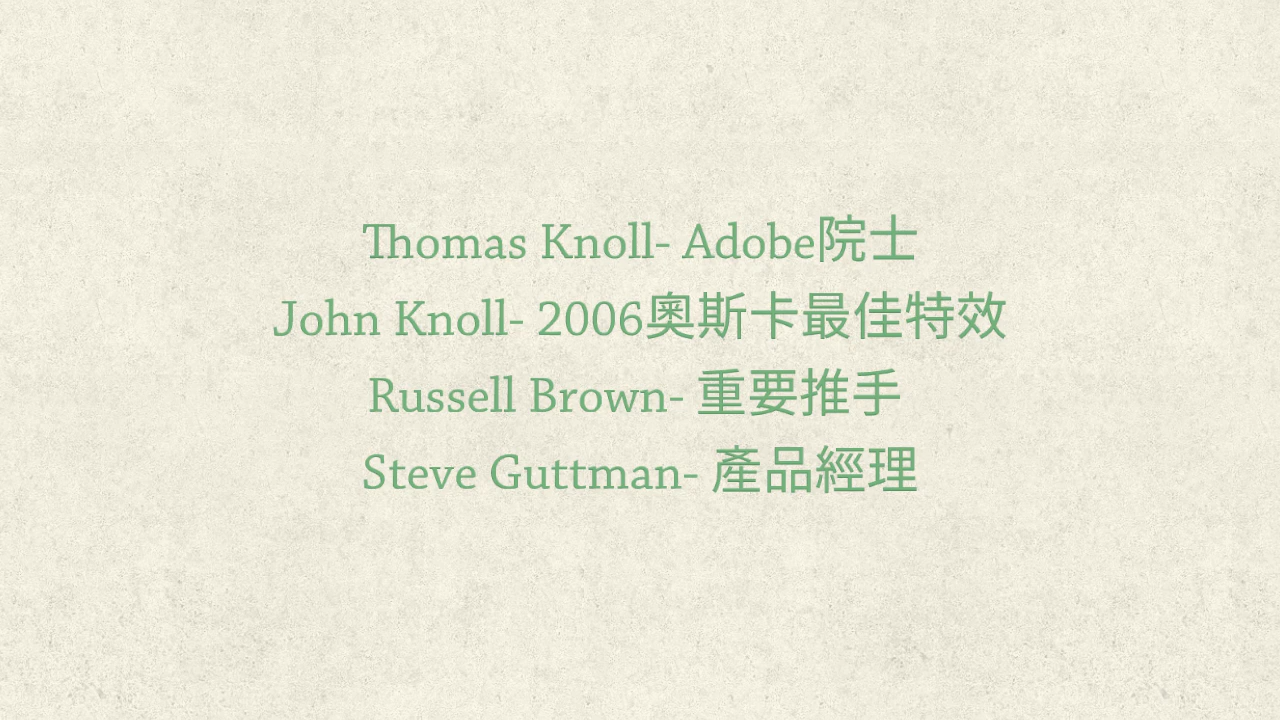 Thomas Knoll- Adobe院士
John Knoll- 2006奧斯卡最佳特效
Russell Brown- 重要推手
Steve Guttman- 產品經理